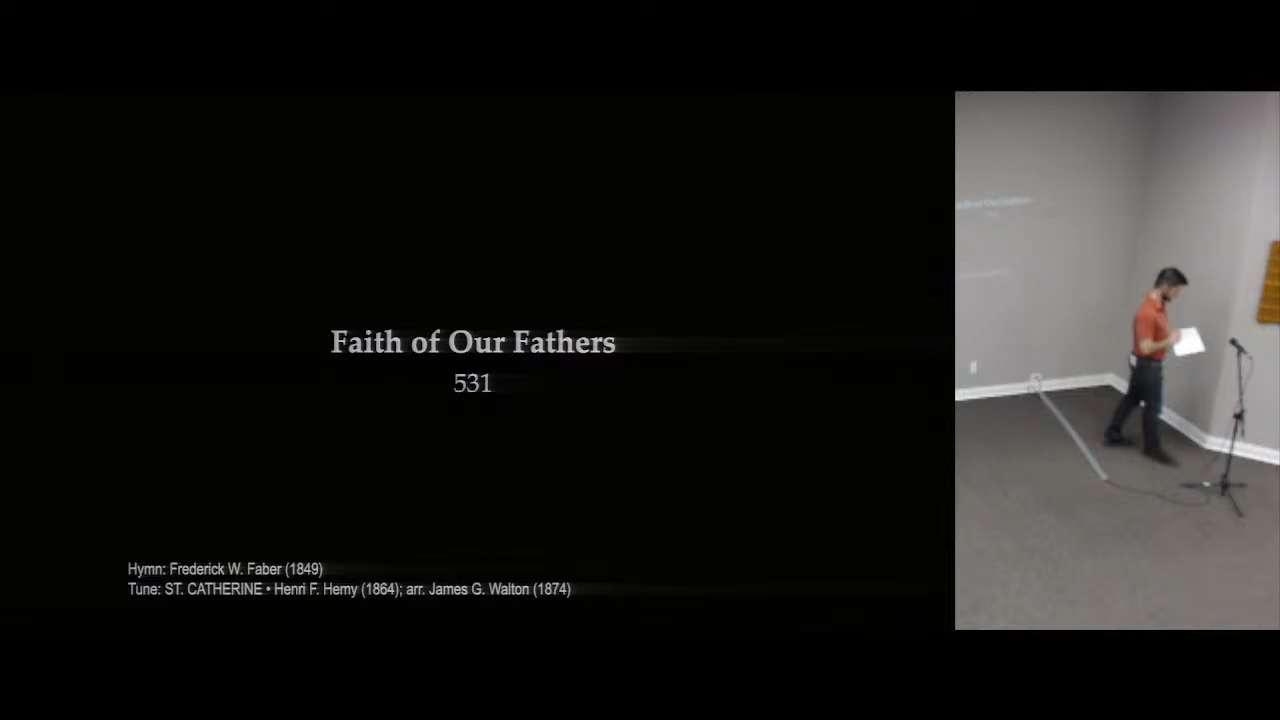 Faith of Our Fathers
531
Hymn: Frederick W. Faber (1849)
Tune: ST. CATHERINE • Henri F. Hemy (1864); arr. James G. Walton (1874)